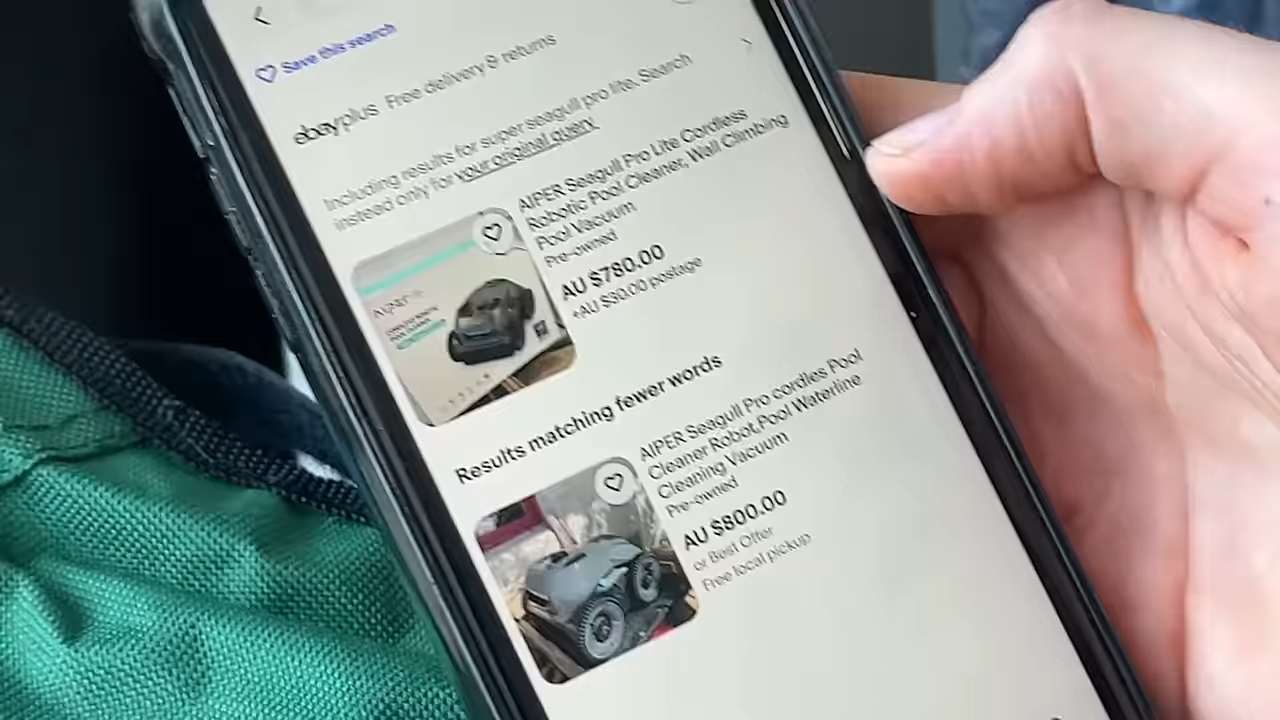 Save this search
ebayplus Free delivery & returns
Including results for super seagull pro lite. Search
instead only for your original query
AIPER Seagull Pro Lite Cordless
Robotic Pool Cleaner, Wall Climbing
Pool Vacuum
Pre-owned
AU $780.00
+AU $30.00 postage
Results matching fewer words
AIPER Seagull Pro cordles Pool
Cleaner Robot,Pool Waterline
Cleaning Vacuum
Pre-owned
AU $800.00
or Best Offer
Free local pickup